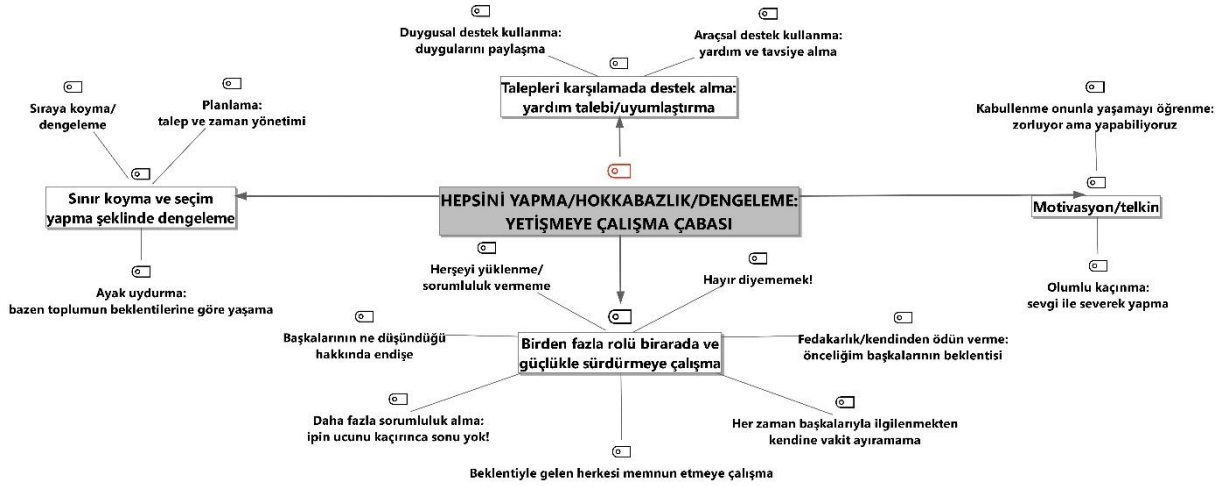 Duygusal destek kullanma:
duygularını paylaşma
Araçsal destek kullanma:
yardım ve tavsiye alma
Talepleri karşılamada destek alma:
yardım talebi/uyumlaştırma
Sıraya koyma/
dengeleme
Planlama:
talep ve zaman yönetimi
Kabullenme onunla yaşamayı öğrenme:
zorluyor ama yapabiliyoruz
Sınır koyma ve seçim
yapma şeklinde dengeleme
HEPSİNİ YAPMA/HOKKABAZLIK/DENGELEME:
YETİŞMEYE ÇALIŞMA ÇABASI
Motivasyon/telkin
Ayak uydurma:
bazen toplumun beklentilerine göre yaşama
Herşeyi yüklenme/
sorumluluk vermeme
Hayır diyememek!
Olumlu kaçınma:
sevgi ile severek yapma
Başkalarının ne düşündüğü
hakkında endişe
Birden fazla rolü birarada ve
güçlükle sürdürmeye çalışma
Fedakarlık/kendinden ödün verme:
önceliğim başkalarının beklentisi
Daha fazla sorumluluk alma:
ipin ucunu kaçırınca sonu yok!
Her zaman başkalarıyla ilgilenmekten
kendine vakit ayıramama
Beklentiyle gelen herkesi memnun etmeye çalışma